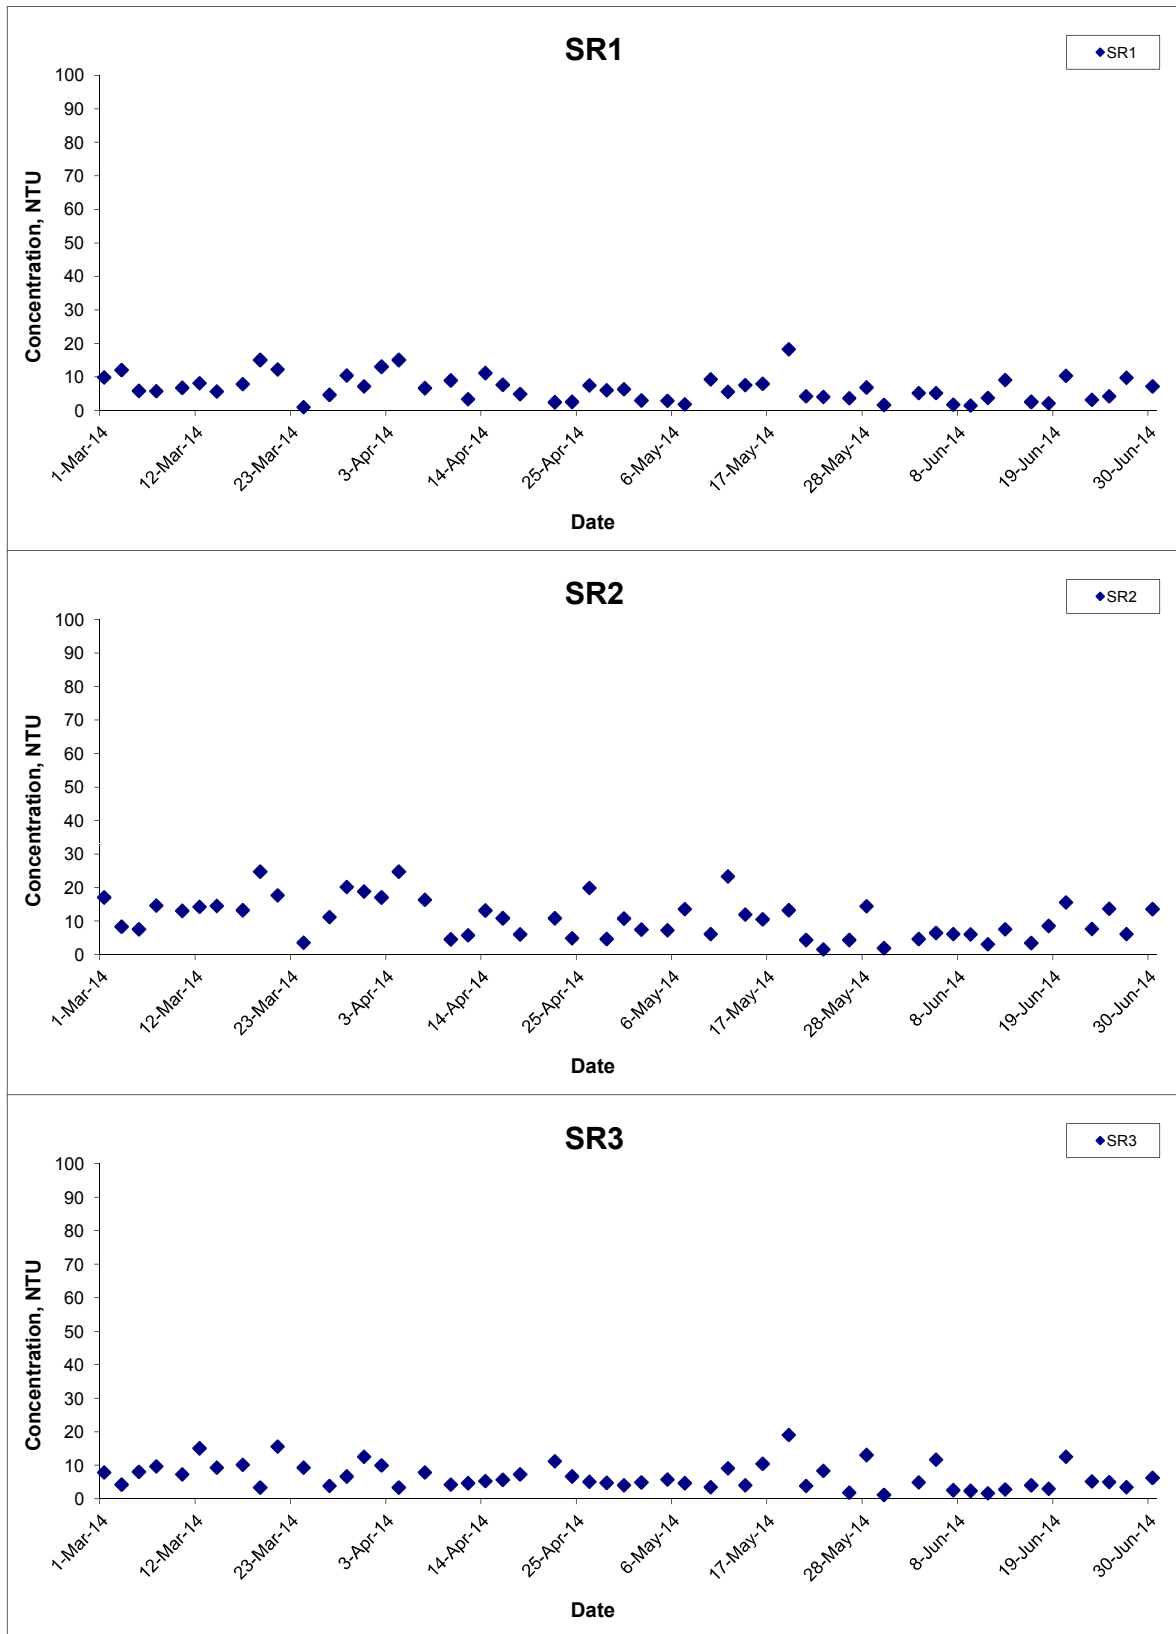 SR1
SR1
100
90
80
70
60
50
40
30
20
10
0
Concentration, NTU
1-Mar-14
12-Mar-14
23-Mar-14
3-Apr-14
14-Apr-14
25-Apr-14
6-May-14
17-May-14
28-May-14
8-Jun-14
19-Jun-14
30-Jun-14
Date
SR2
SR2
100
90
80
70
60
50
40
30
20
10
0
Concentration, NTU
1-Mar-14
12-Mar-14
23-Mar-14
3-Apr-14
14-Apr-14
25-Apr-14
6-May-14
17-May-14
28-May-14
8-Jun-14
19-Jun-14
30-Jun-14
Date
SR3
SR3
100
90
80
70
60
50
40
30
20
10
0
Concentration, NTU
1-Mar-14
12-Mar-14
23-Mar-14
3-Apr-14
14-Apr-14
25-Apr-14
6-May-14
17-May-14
28-May-14
8-Jun-14
19-Jun-14
30-Jun-14
Date